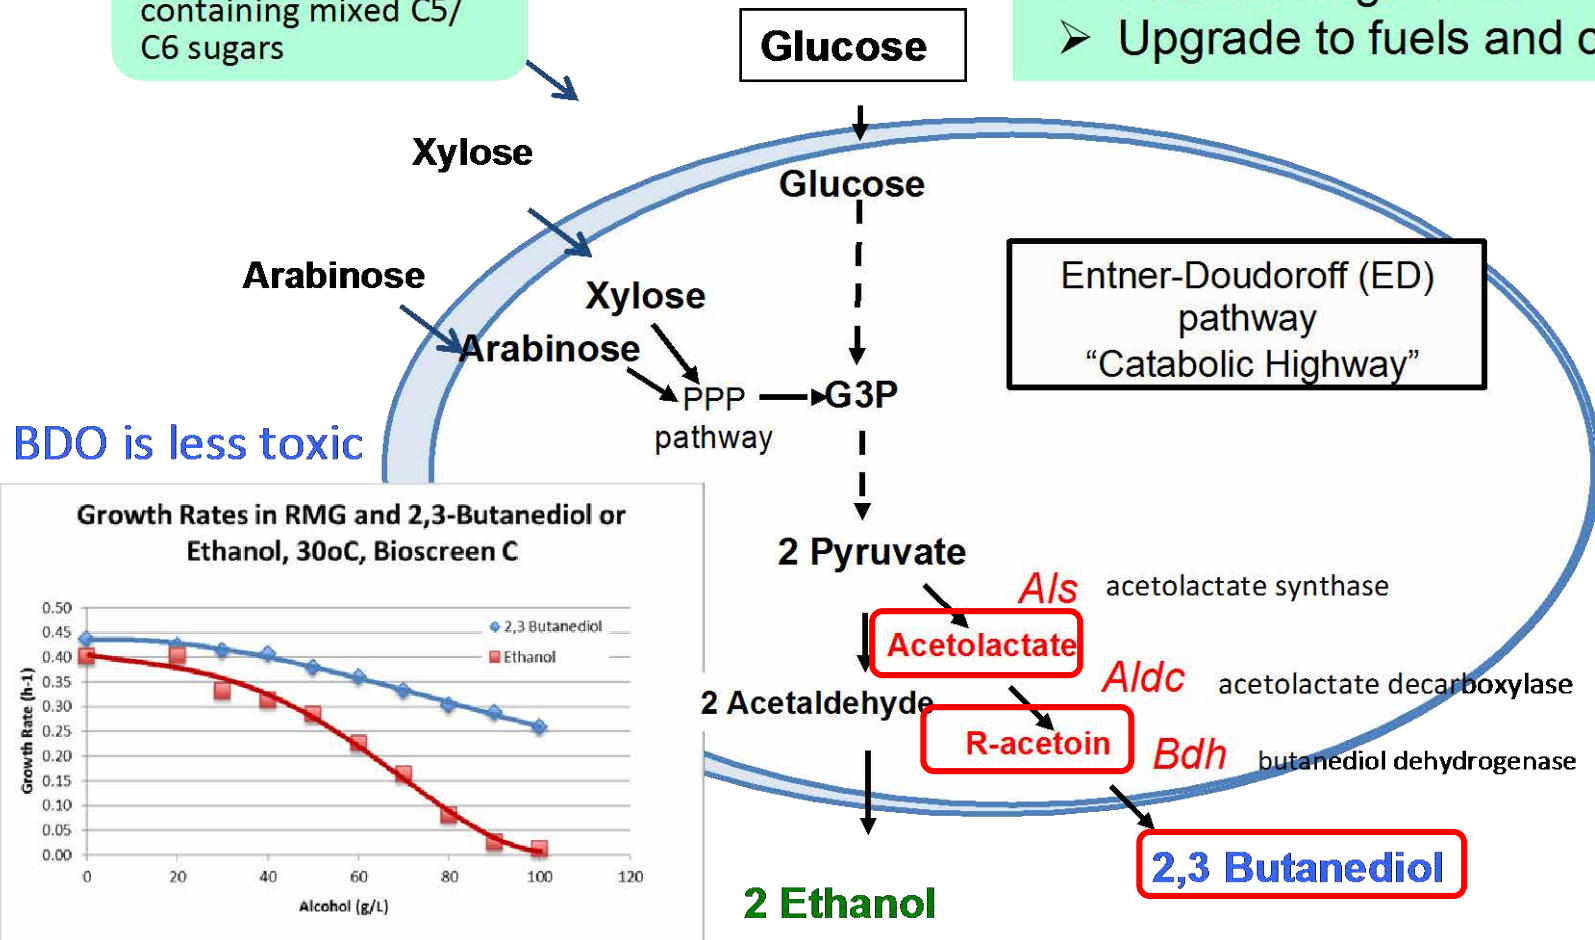 containing mixed C5/
C6 sugars
Upgrade to fuels and
Glucose
Xylose
Glucose
Arabinose
Xylose
Arabinose
Entner-Doudoroff (ED)
pathway
“Catabolic Highway”
PPP
pathway
G3P
BDO is less toxic
2 Pyruvate
Als acetolactate synthase
Acetolactate
Aldc acetolactate decarboxylase
2 Acetaldehyde
R-acetoin
Bdh butanediol dehydrogenase
2,3 Butanediol
2 Ethanol
Growth Rates in RMG and 2,3-Butanediol or
Ethanol, 30oC, Bioscreen C
0.50
0.45
0.40
0.35
0.30
0.25
0.20
0.15
0.10
0.05
0.00
Growth Rate (h-1)
2,3 Butanediol
Ethanol
0 20 40 60 80 100 120
Alcohol (g/L)